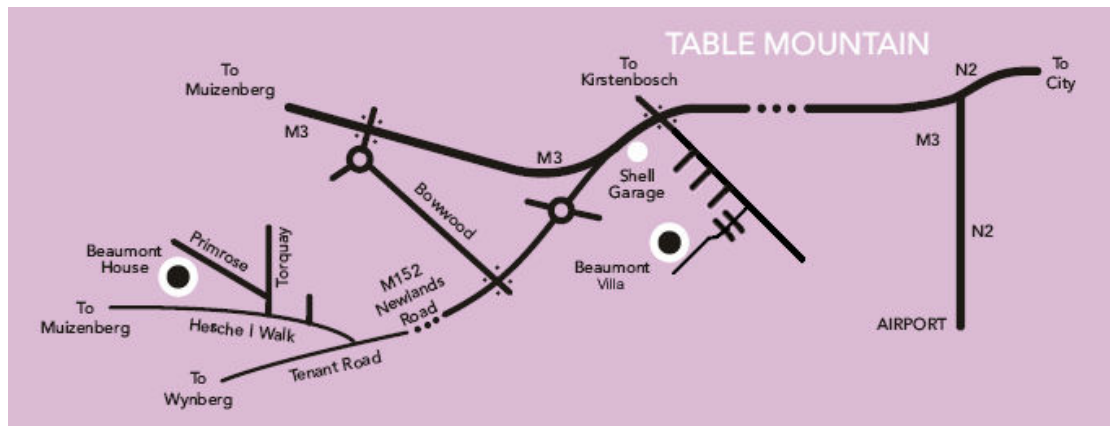 TABLE MOUNTAIN
To
Muizenberg
M3
To
Kirstenbosch
N2
To
City
M3
M3
Shell
Garage
Bowwood
N2
Beaumont
House
Primrose
Torquay
Beaumont
Villa
M152
Newlands
Road
To
Muizenberg
Hesche l Walk
AIRPORT
Tenant Road
To
Wynberg